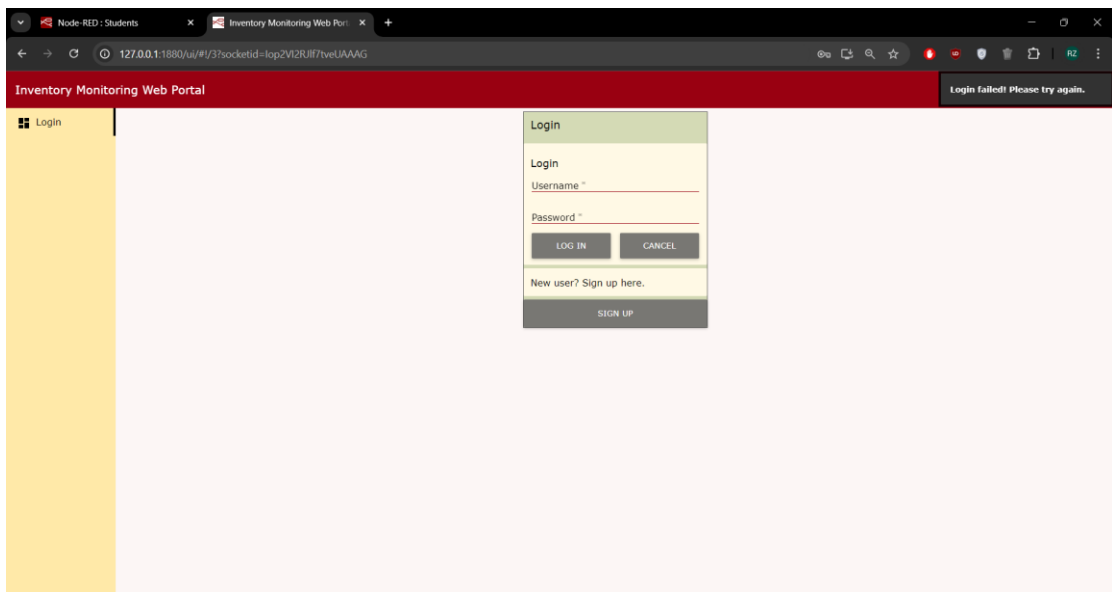 Node-RED : Students
Inventory Monitoring Web Port
127.0.0.1:1880/ui/#!/3?socketid=Iop2VI2RJlf7tveUAAAG
RZ
Inventory Monitoring Web Portal
Login failed! Please try again.
Login
Login
Login
Username *
Password *
LOG IN CANCEL
New user? Sign up here.
SIGN UP